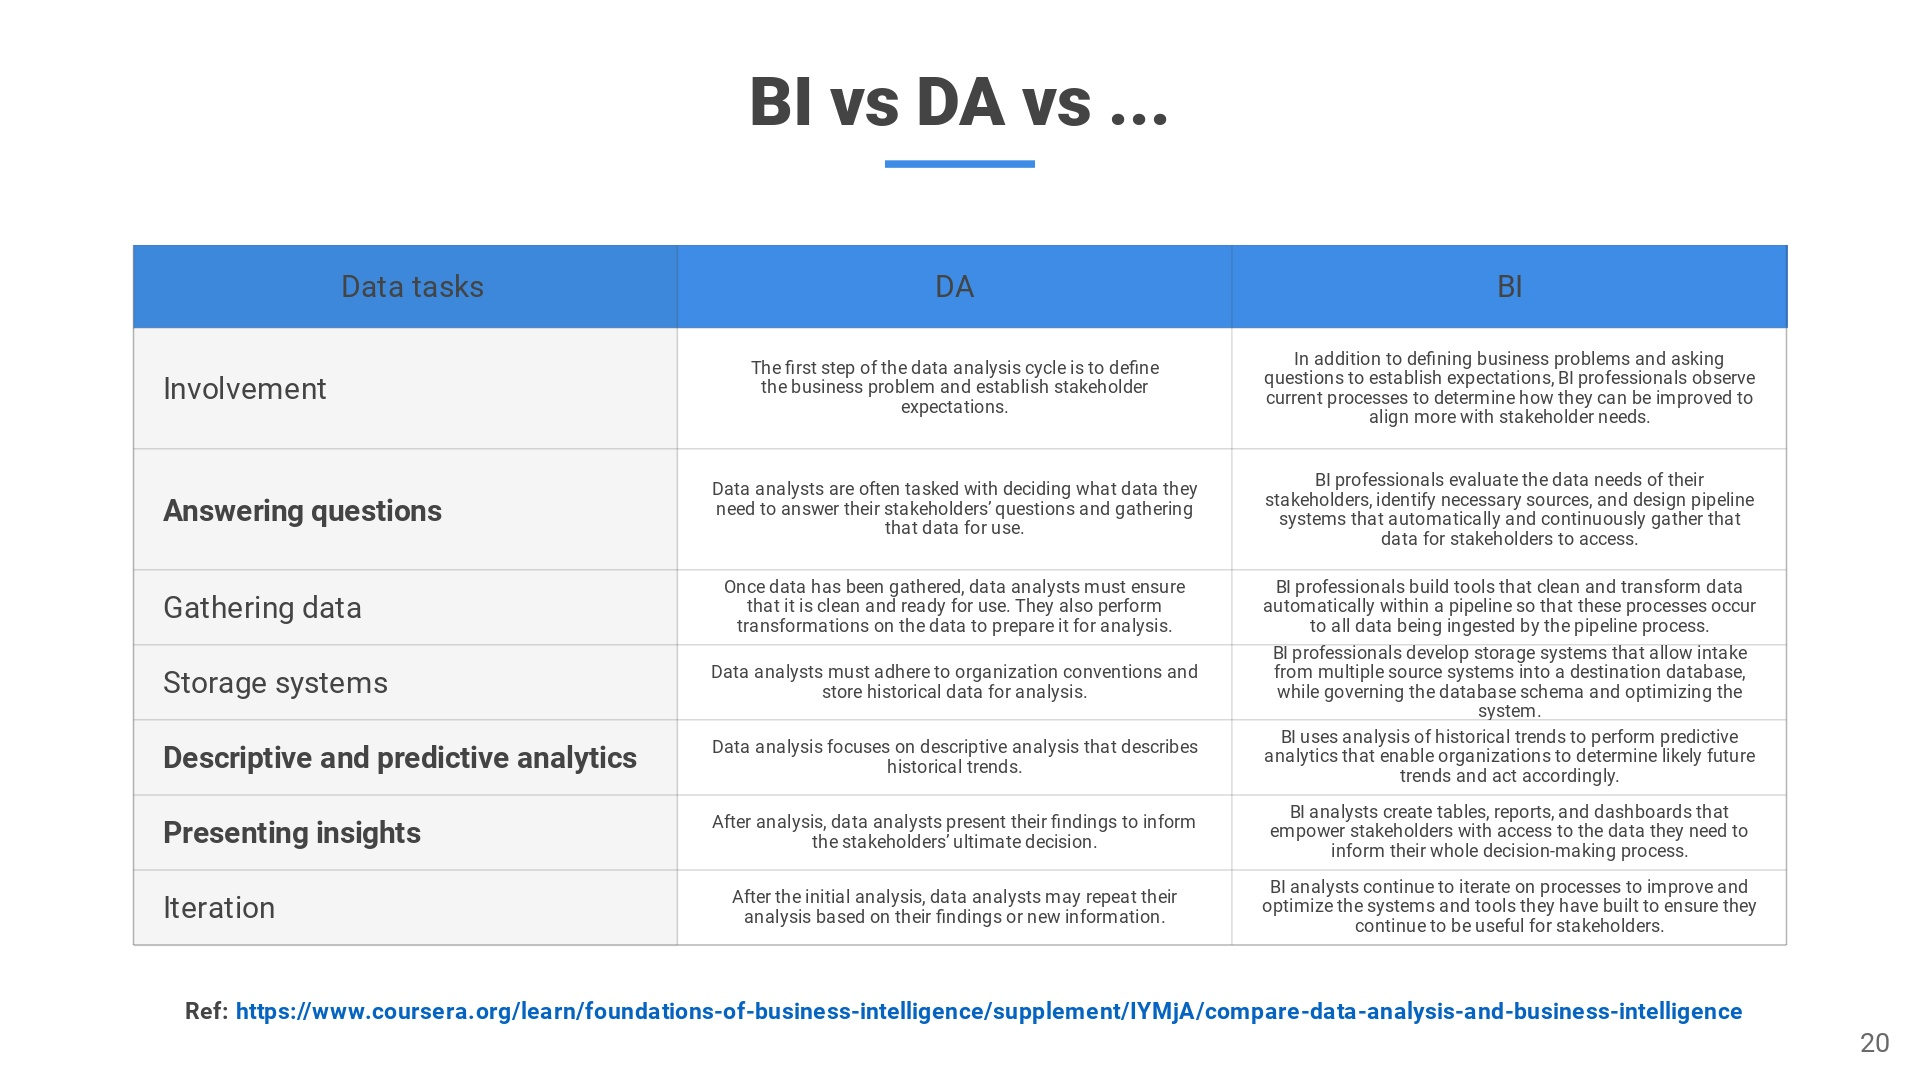 BI vs DA vs ...
Data tasks
DA
BI
Involvement
The first step of the data analysis cycle is to define
the business problem and establish stakeholder
expectations.
In addition to defining business problems and asking
questions to establish expectations, BI professionals observe
current processes to determine how they can be improved to
align more with stakeholder needs.
Answering questions
Data analysts are often tasked with deciding what data they
need to answer their stakeholders’ questions and gathering
that data for use.
BI professionals evaluate the data needs of their
stakeholders, identify necessary sources, and design pipeline
systems that automatically and continuously gather that
data for stakeholders to access.
Gathering data
Once data has been gathered, data analysts must ensure
that it is clean and ready for use. They also perform
transformations on the data to prepare it for analysis.
BI professionals build tools that clean and transform data
automatically within a pipeline so that these processes occur
to all data being ingested by the pipeline process.
Storage systems
Data analysts must adhere to organization conventions and
store historical data for analysis.
BI professionals develop storage systems that allow intake
from multiple source systems into a destination database,
while governing the database schema and optimizing the
system.
Descriptive and predictive analytics
Data analysis focuses on descriptive analysis that describes
historical trends.
BI uses analysis of historical trends to perform predictive
analytics that enable organizations to determine likely future
trends and act accordingly.
Presenting insights
After analysis, data analysts present their findings to inform
the stakeholders’ ultimate decision.
BI analysts create tables, reports, and dashboards that
empower stakeholders with access to the data they need to
inform their whole decision-making process.
Iteration
After the initial analysis, data analysts may repeat their
analysis based on their findings or new information.
BI analysts continue to iterate on processes to improve and
optimize the systems and tools they have built to ensure they
continue to be useful for stakeholders.
Ref: https://www.coursera.org/learn/foundations-of-business-intelligence/supplement/IYMjA/compare-data-analysis-and-business-intelligence
20